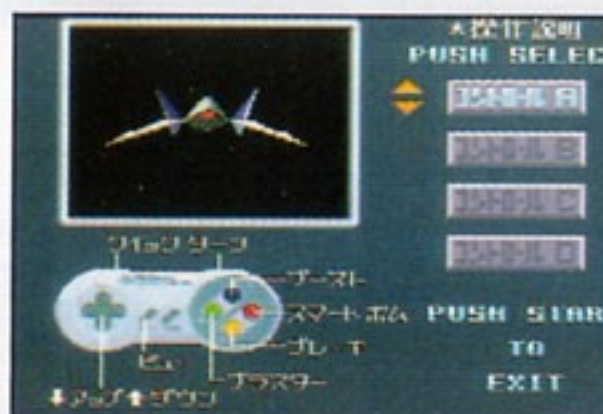 ★操作説明
PUSH SELEC
コントロール A
コントロール B
コントロール C
コントロール D
クイック ターン
ブースト
スマートボム
ブレーキ
ビュー
ブラスター
⬇アップ⬆ダウン
PUSH STAR
TO
EXIT